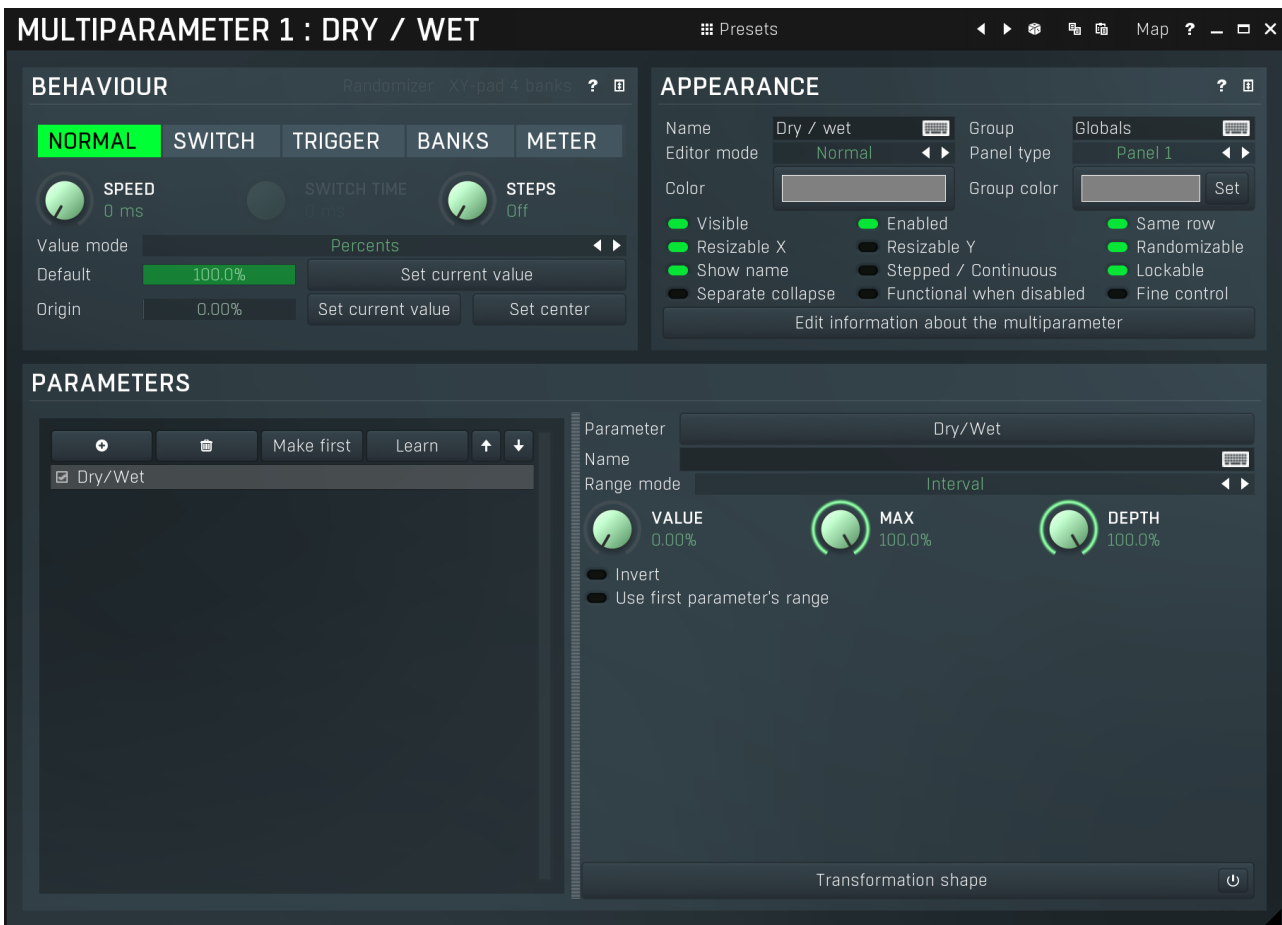 MULTIPARAMETER 1 : DRY / WET
Presets
Map ?
BEHAVIOUR
Randomizer XY-pad 4 banks ?
NORMAL SWITCH TRIGGER BANKS METER
SPEED
0 ms
SWITCH TIME
0 ms
STEPS
Off
Value mode Percents
Default 100.0% Set current value
Origin 0.00% Set current value Set center
APPEARANCE ?
Name Dry / wet Group Globals
Editor mode Normal Panel type Panel 1
Color Group color Set
Visible Enabled Same row
Resizable X Resizable Y Randomizable
Show name Stepped / Continuous Lockable
Separate collapse Functional when disabled Fine control
Edit information about the multiparameter
PARAMETERS
Make first Learn
Dry/Wet
Parameter Dry/Wet
Name
Range mode Interval
VALUE
0.00%
MAX
100.0%
DEPTH
100.0%
Invert
Use first parameter's range
Transformation shape